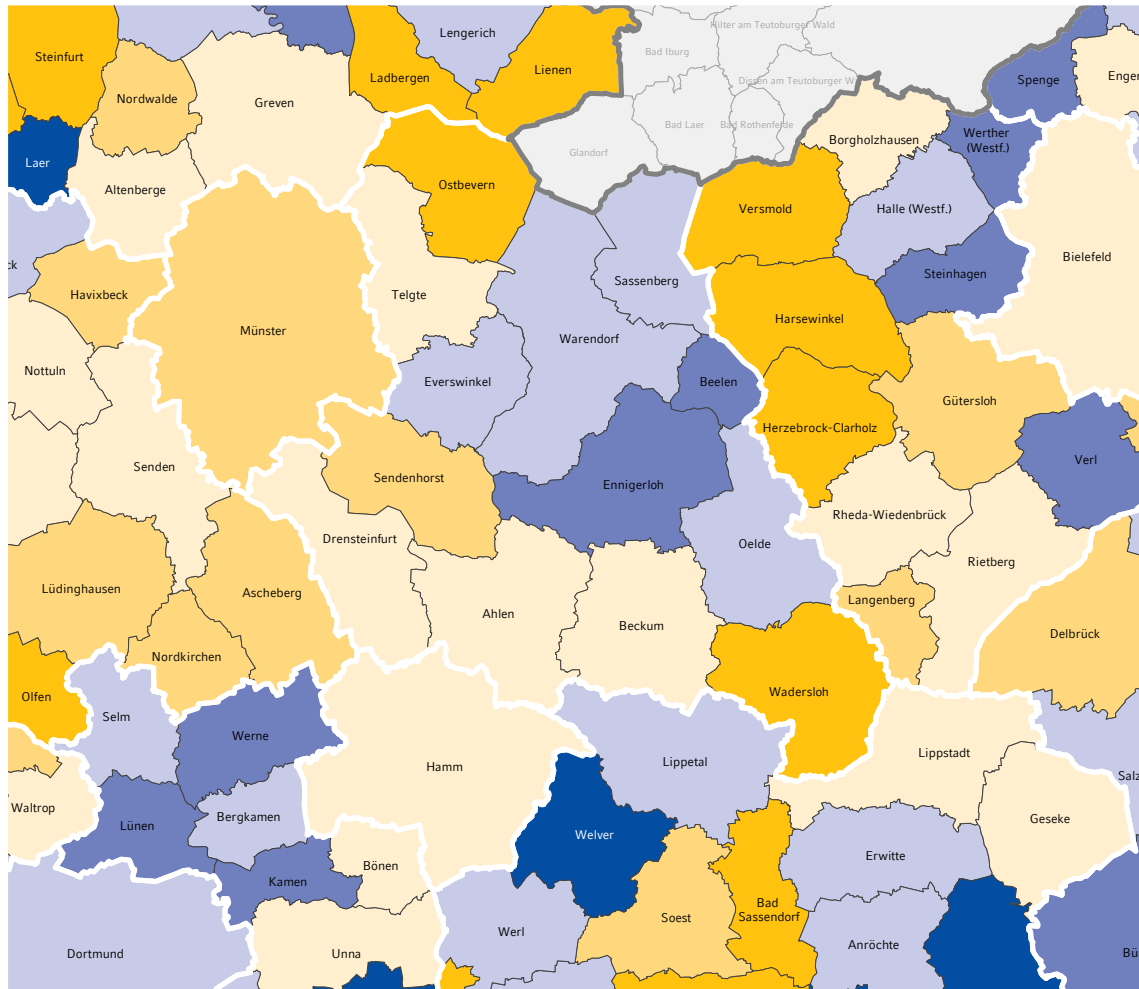 Lengerich
Hilter am Teutoburger Wald
Steinfurt
Bad Iburg
Lienen
Ladbergen
Spenge
Enger
Dissen am Teutoburger W
Nordwalde
Greven
Bad Laer
Bad Rothenfelde
Borgholzhausen
Werther
(Westf.)
Laer
Glandorf
Altenberge
Ostbevern
Versmold
Halle (Westf.)
Bielefeld
ck
Steinhagen
Sassenberg
Havixbeck
Telgte
Harsewinkel
Münster
Warendorf
Nottuln
Everswinkel
Beelen
Gütersloh
Herzebrock-Clarholz
Verl
Senden
Sendenhorst
Ennigerloh
Rheda-Wiedenbrück
Drensteinfurt
Oelde
Rietberg
Lüdinghausen
Ascheberg
Langenberg
Ahlen
Beckum
Delbrück
Nordkirchen
Olfen
Wadersloh
Selm
Werne
Lippstadt
Lippetal
Hamm
Salz
Waltrop
Bergkamen
Geseke
Lünen
Welver
Erwitte
Bönen
Kamen
Bad
Sassendorf
Soest
Werl
Anröchte
Dortmund
Unna
Bü